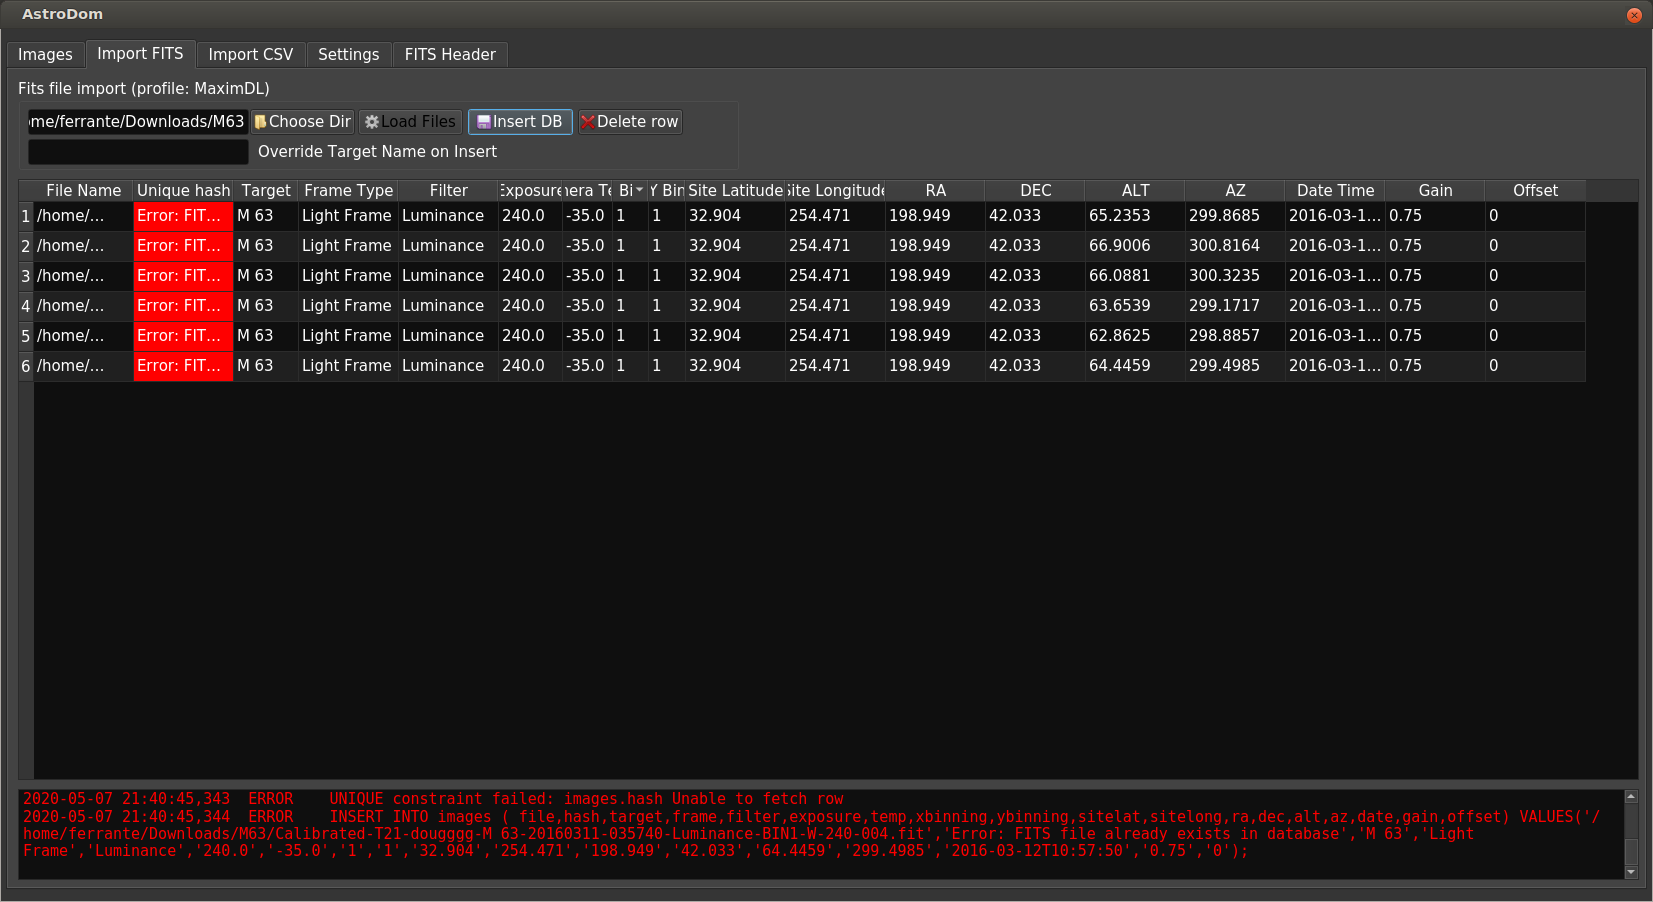 AstroDom
Images Import FITS Import CSV Settings FITS Header
Fits file import (profile: MaximDL)
ome/ferrante/Downloads/M63 Choose Dir Load Files Insert DB Delete row
Override Target Name on Insert
File Name Unique hash Target Frame Type Filter Exposure era Te Bi Y Bin Site Latitude Site Longitude RA DEC ALT AZ Date Time Gain Offset
1 /home/... Error: FIT... M 63 Light Frame Luminance 240.0 -35.0 1 1 32.904 254.471 198.949 42.033 65.2353 299.8685 2016-03-1... 0.75 0
2 /home/... Error: FIT... M 63 Light Frame Luminance 240.0 -35.0 1 1 32.904 254.471 198.949 42.033 66.9006 300.8164 2016-03-1... 0.75 0
3 /home/... Error: FIT... M 63 Light Frame Luminance 240.0 -35.0 1 1 32.904 254.471 198.949 42.033 66.0881 300.3235 2016-03-1... 0.75 0
4 /home/... Error: FIT... M 63 Light Frame Luminance 240.0 -35.0 1 1 32.904 254.471 198.949 42.033 63.6539 299.1717 2016-03-1... 0.75 0
5 /home/... Error: FIT... M 63 Light Frame Luminance 240.0 -35.0 1 1 32.904 254.471 198.949 42.033 62.8625 298.8857 2016-03-1... 0.75 0
6 /home/... Error: FIT... M 63 Light Frame Luminance 240.0 -35.0 1 1 32.904 254.471 198.949 42.033 64.4459 299.4985 2016-03-1... 0.75 0
2020-05-07 21:40:45,343 ERROR UNIQUE constraint failed: images.hash Unable to fetch row
2020-05-07 21:40:45,344 ERROR INSERT INTO images ( file,hash,target,frame,filter,exposure,temp,xbinning,ybinning,sitelat,sitelong,ra,dec,alt,az,date,gain,offset) VALUES('/
home/ferrante/Downloads/M63/Calibrated-T21-dougggg-M 63-20160311-035740-Luminance-BIN1-W-240-004.fit','Error: FITS file already exists in database','M 63','Light
Frame','Luminance','240.0','-35.0','1','1','32.904','254.471','198.949','42.033','64.4459','299.4985','2016-03-12T10:57:50','0.75','0');